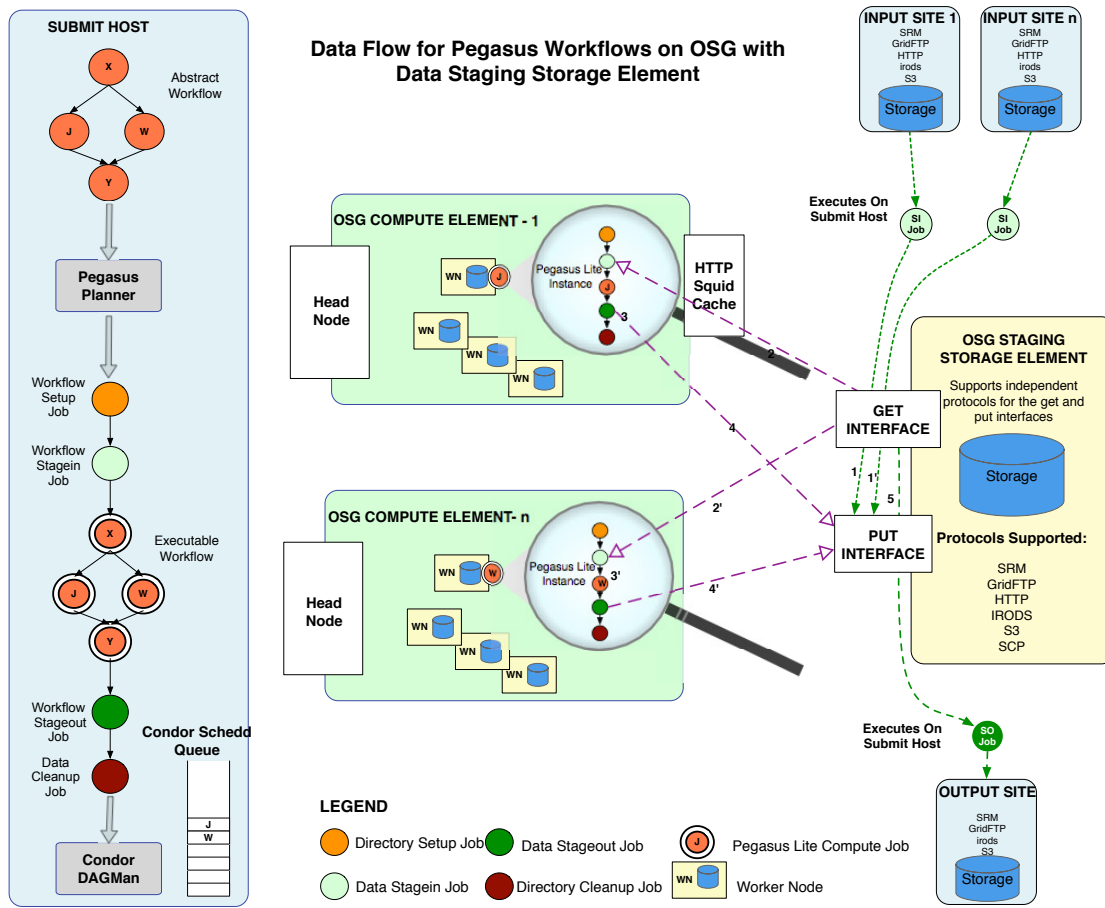 SUBMIT HOST
X
Abstract
Workflow
J
W
Y
Pegasus
Planner
Workflow
Setup
Job
Workflow
Stagein
Job
X
Executable
Workflow
J
W
Y
Workflow
Stageout
Job
Data
Cleanup
Job
Condor Schedd
Queue
J
W
Condor
DAGMan
Data Flow for Pegasus Workflows on OSG with
Data Staging Storage Element
OSG COMPUTE ELEMENT - 1
Head
Node
WN
J
WN
WN
WN
Pegasus Lite
Instance
J
3
HTTP
Squid
Cache
2
4
OSG COMPUTE ELEMENT- n
Head
Node
WN
W
WN
WN
WN
Pegasus Lite
Instance
W
3'
2'
4'
INPUT SITE 1
SRM
GridFTP
HTTP
irods
S3
Storage
INPUT SITE n
SRM
GridFTP
HTTP
irods
S3
Storage
Executes On
Submit Host
SI
Job
SI
Job
OSG STAGING
STORAGE ELEMENT
Supports independent
protocols for the get and
put interfaces
Storage
GET
INTERFACE
1
1'
5
PUT
INTERFACE
Protocols Supported:
SRM
GridFTP
HTTP
IRODS
S3
SCP
Executes On
Submit Host
SO
Job
OUTPUT SITE
SRM
GridFTP
irods
S3
Storage
LEGEND
Directory Setup Job
Data Stageout Job
J
Pegasus Lite Compute Job
Data Stagein Job
Directory Cleanup Job
WN
Worker Node